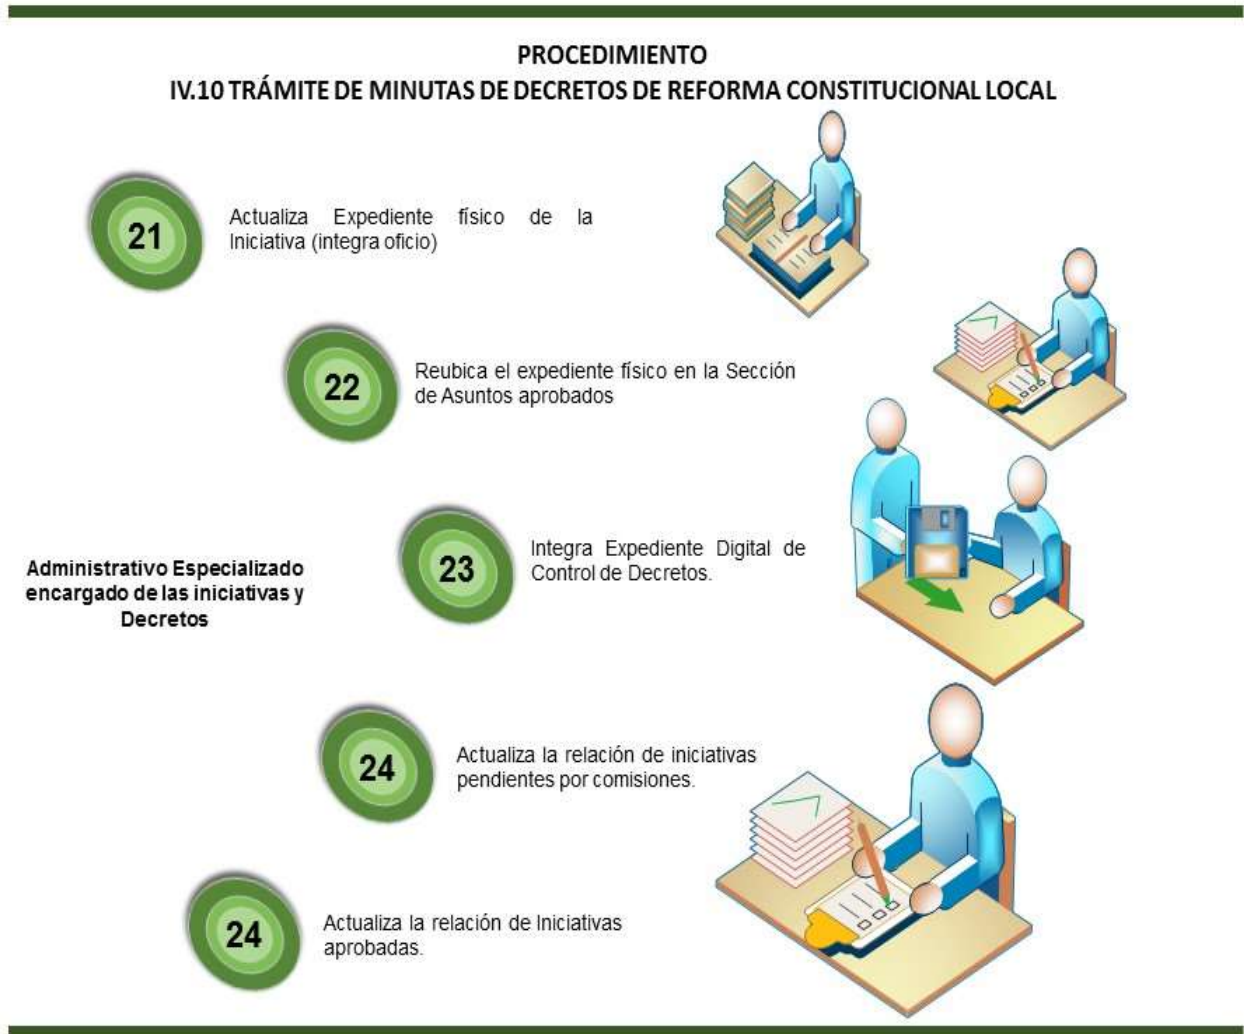 PROCEDIMIENTO
IV.10 TRÁMITE DE MINUTAS DE DECRETOS DE REFORMA CONSTITUCIONAL LOCAL
21
Actualiza Expediente físico de la
Iniciativa (integra oficio)
22
Reubica el expediente físico en la Sección
de Asuntos aprobados
Administrativo Especializado
encargado de las iniciativas y
Decretos
23
Integra Expediente Digital de
Control de Decretos.
24
Actualiza la relación de iniciativas
pendientes por comisiones.
24
Actualiza la relación de Iniciativas
aprobadas.